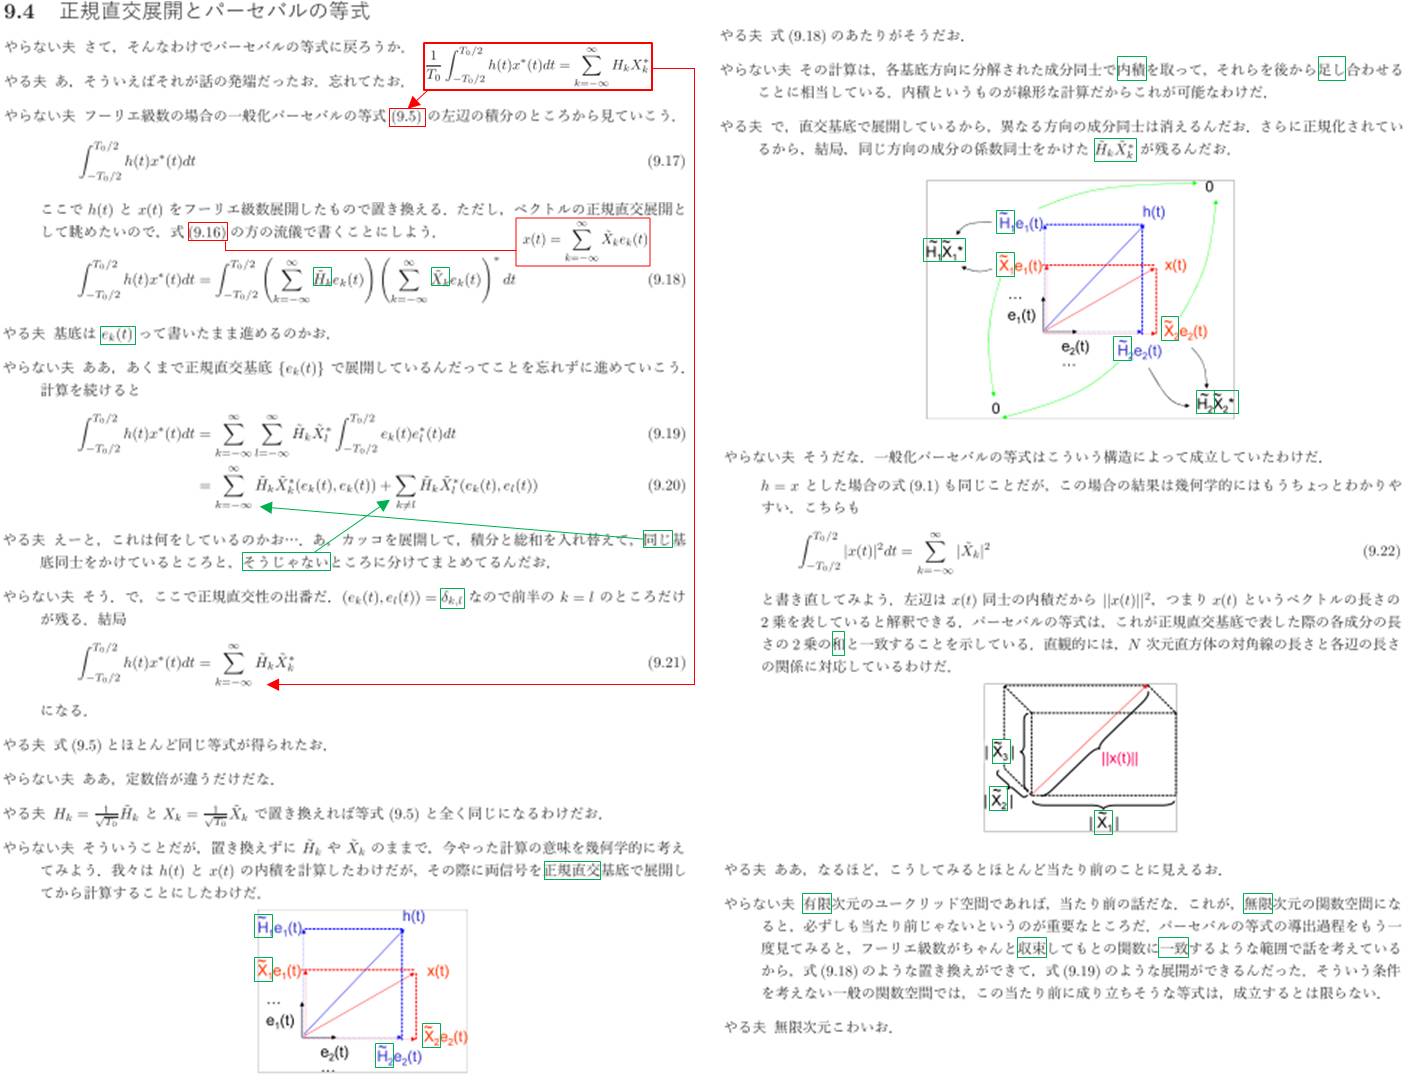 9.4 正規直交展開とパーセバルの等式
やらない夫 さて，そんなわけでパーセバルの等式に戻ろうか．
やる夫 あ，そういえばそれが話の発端だったお．忘れてたお．
\frac{1}{T_0}\int_{-T_0/2}^{T_0/2} h(t)x^*(t)dt = \sum_{k=-\infty}^{\infty} H_k X_k^*
やらない夫 フーリエ級数の場合の一般化パーセバルの等式 (9.5) の左辺の積分のところから見ていこう．
\int_{-T_0/2}^{T_0/2} h(t)x^*(t)dt (9.17)
ここで h(t) と x(t) をフーリエ級数展開したもので置き換える．ただし，ベクトルの正規直交展開と
して眺めたいので，式 (9.16) の方の流儀で書くことにしよう．
x(t) = \sum_{k=-\infty}^{\infty} \tilde{X}_k e_k(t)
\int_{-T_0/2}^{T_0/2} h(t)x^*(t)dt = \int_{-T_0/2}^{T_0/2} \left(\sum_{k=-\infty}^{\infty} \tilde{H}_k e_k(t)\right)\left(\sum_{k=-\infty}^{\infty} \tilde{X}_k e_k(t)\right)^* dt (9.18)
やる夫 基底は e_k(t) って書いたまま進めるのかお．
やらない夫 ああ，あくまで正規直交基底 {e_k(t)} で展開しているんだってことを忘れずに進めていこう．
計算を続けると
\int_{-T_0/2}^{T_0/2} h(t)x^*(t)dt = \sum_{k=-\infty}^{\infty} \sum_{l=-\infty}^{\infty} \tilde{H}_k \tilde{X}_l^* \int_{-T_0/2}^{T_0/2} e_k(t)e_l^*(t)dt (9.19)
= \sum_{k=-\infty}^{\infty} \tilde{H}_k \tilde{X}_k^* (e_k(t), e_k(t)) + \sum_{k≠l} \tilde{H}_k \tilde{X}_l^* (e_k(t), e_l(t)) (9.20)
やる夫 えーと，これは何をしているのかお…．あ，カッコを展開して，積分と総和を入れ替えて，同じ基
底同士をかけているところと，そうじゃないところに分けてまとめてるんだお．
やらない夫 そう．で，ここで正規直交性の出番だ．(e_k(t), e_l(t)) = δ_{k,l} なので前半の k = l のところだけ
が残る．結局
\int_{-T_0/2}^{T_0/2} h(t)x^*(t)dt = \sum_{k=-\infty}^{\infty} \tilde{H}_k \tilde{X}_k^* (9.21)
になる．
やる夫 式 (9.5) とほとんど同じ等式が得られたお．
やらない夫 ああ，定数倍が違うだけだな．
やる夫 H_k = \frac{1}{\sqrt{T_0}} \tilde{H}_k と X_k = \frac{1}{\sqrt{T_0}} \tilde{X}_k で置き換えれば等式 (9.5) と全く同じになるわけだお．
やらない夫 そういうことだが，置き換えずに \tilde{H}_k や \tilde{X}_k のままで，今やった計算の意味を幾何学的に考え
てみよう．我々は h(t) と x(t) の内積を計算したわけだが，その際に両信号を正規直交基底で展開し
てから計算することにしたわけだ．
h(t)
\tilde{H}_1 e_1(t)
\tilde{X}_1 e_1(t)
x(t)
…
e_1(t)
\tilde{X}_2 e_2(t)
e_2(t)
\tilde{H}_2 e_2(t)
…
やる夫 式 (9.18) のあたりがそうだお．
やらない夫 その計算は，各基底方向に分解された成分同士で内積を取って，それらを後から足し合わせる
ことに相当している．内積というものが線形な計算だからこれが可能なわけだ．
やる夫 で，直交基底で展開しているから，異なる方向の成分同士は消えるんだお．さらに正規化されてい
るから，結局，同じ方向の成分の係数同士をかけた \tilde{H}_k \tilde{X}_k^* が残るんだお．
0
h(t)
\tilde{H}_1 e_1(t)
\tilde{H}_1 \tilde{X}_1^*
\tilde{X}_1 e_1(t)
x(t)
…
e_1(t)
\tilde{X}_2 e_2(t)
e_2(t)
\tilde{H}_2 e_2(t)
…
\tilde{H}_2 \tilde{X}_2^*
0
やらない夫 そうだな．一般化パーセバルの等式はこういう構造によって成立していたわけだ．
h = x とした場合の式 (9.1) も同じことだが，この場合の結果は幾何学的にはもうちょっとわかりや
すい．こちらも
\int_{-T_0/2}^{T_0/2} |x(t)|^2 dt = \sum_{k=-\infty}^{\infty} |\tilde{X}_k|^2 (9.22)
と書き直してみよう．左辺は x(t) 同士の内積だから ||x(t)||^2，つまり x(t) というベクトルの長さの
2 乗を表していると解釈できる．パーセバルの等式は，これが正規直交基底で表した際の各成分の長
さの 2 乗の和と一致することを示している．直観的には，N 次元直方体の対角線の長さと各辺の長さ
の関係に対応しているわけだ．
|\tilde{X}_3|
||x(t)||
|\tilde{X}_2|
|\tilde{X}_1|
やる夫 ああ，なるほど，こうしてみるとほとんど当たり前のことに見えるお．
やらない夫 有限次元のユークリッド空間であれば，当たり前の話だな．これが，無限次元の関数空間にな
ると，必ずしも当たり前じゃないというのが重要なところだ．パーセバルの等式の導出過程をもう一
度見てみると，フーリエ級数がちゃんと収束してもとの関数に一致するような範囲で話を考えている
から，式 (9.18) のような置き換えができて，式 (9.19) のような展開ができるんだった．そういう条件
を考えない一般の関数空間では，この当たり前に成り立ちそうな等式は，成立するとは限らない．
やる夫 無限次元こわいお．